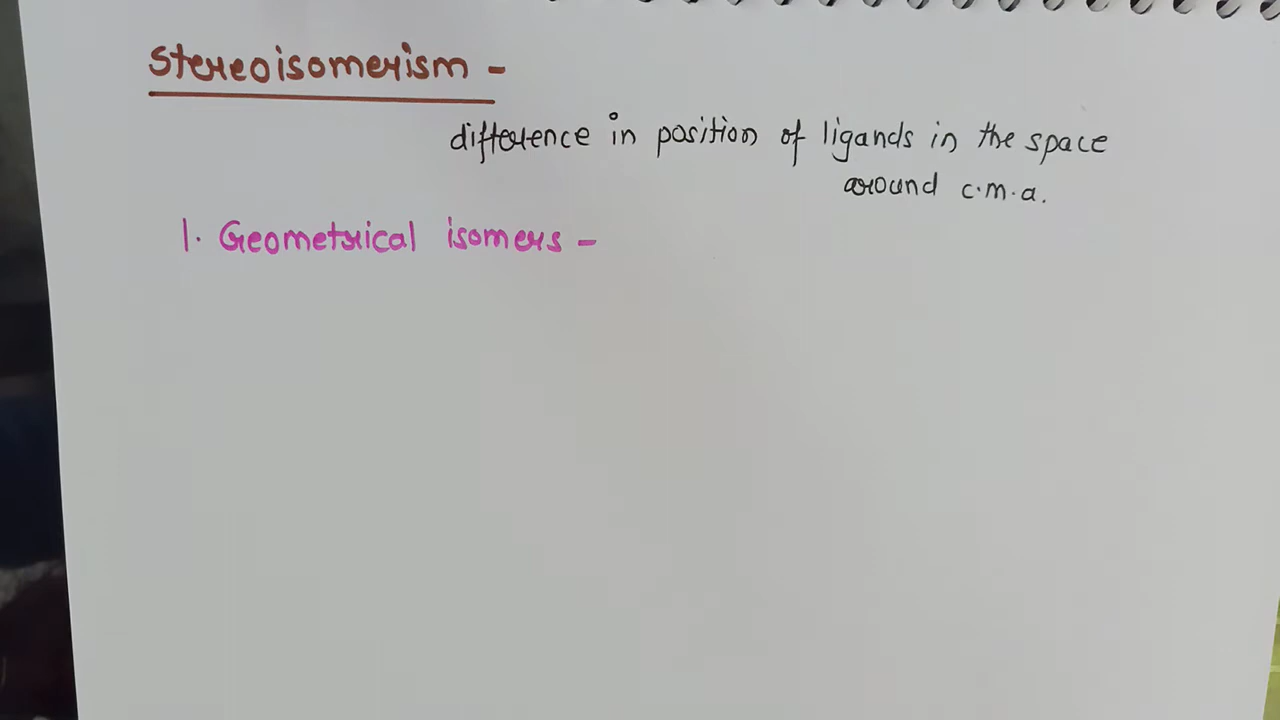 Stereoisomerism -
difference in position of ligands in the space
around c.m.a.
1. Geometrical isomers -